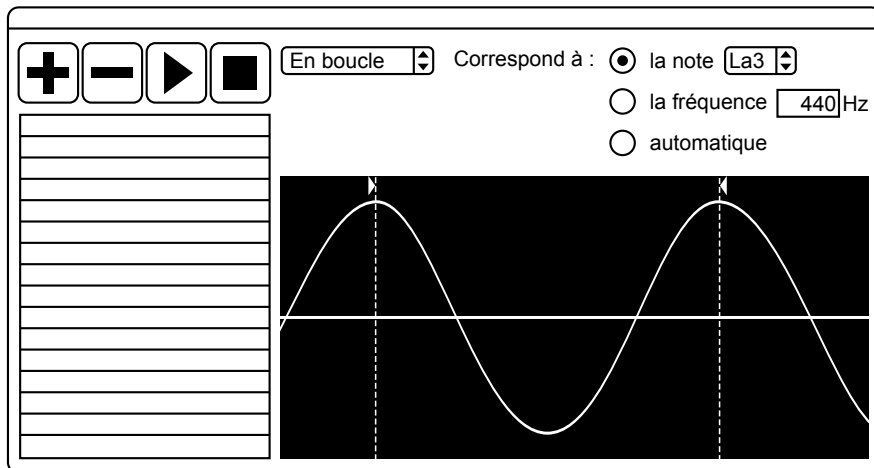 En boucle Correspond à : la note La3
la fréquence 440 Hz
automatique